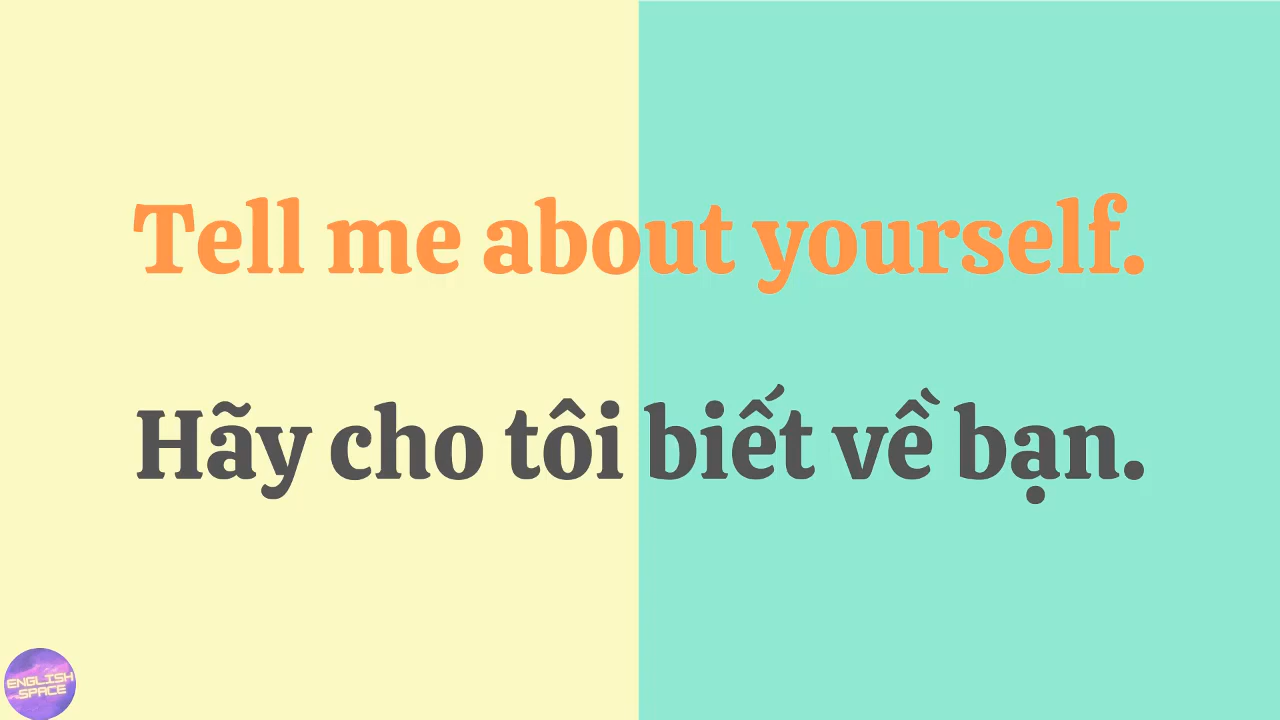 Tell me about yourself.
Hãy cho tôi biết về bạn.
ENGLISH
SPACE